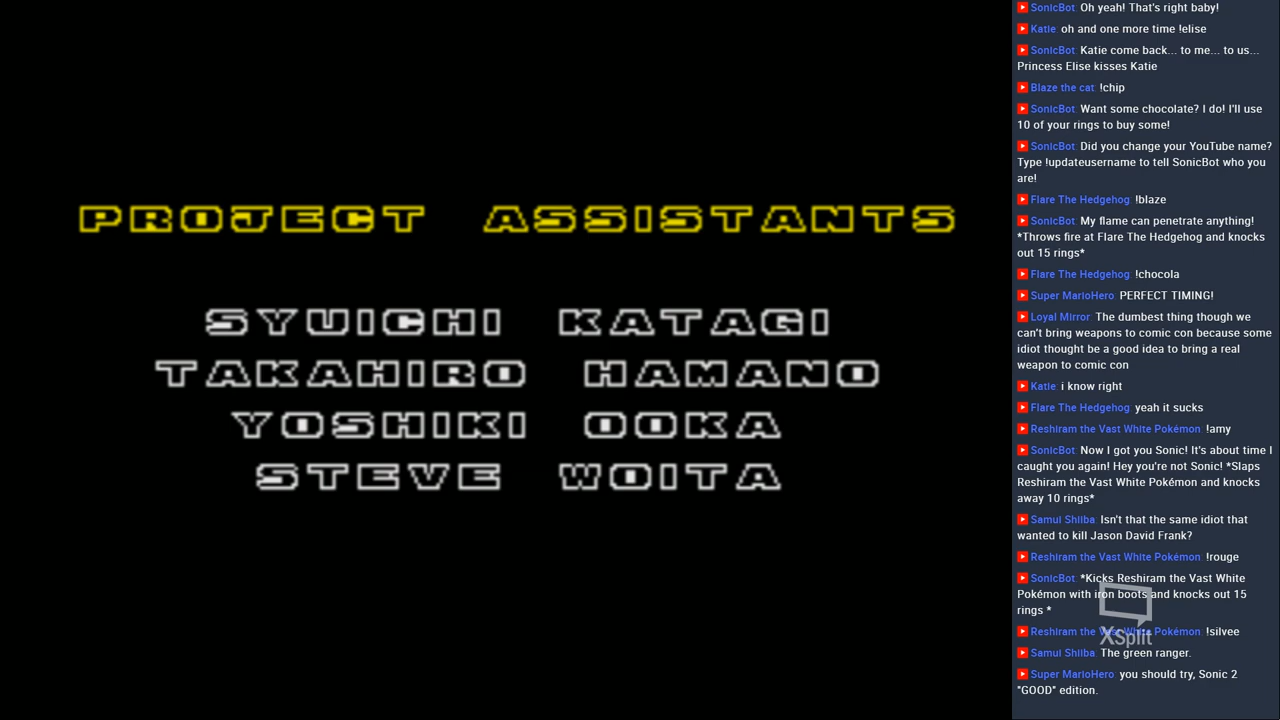 PROJECT ASSISTANTS
SYUICHI KATAGI
TAKAHIRO HAMANO
YOSHIKI OOKA
STEVE WOITA
SonicBot: Oh yeah! That's right baby!
Katie: oh and one more time !elise
SonicBot: Katie come back... to me... to us...
Princess Elise kisses Katie
Blaze the cat: !chip
SonicBot: Want some chocolate? I do! I'll use
10 of your rings to buy some!
SonicBot: Did you change your YouTube name?
Type !updateusername to tell SonicBot who you
are!
Flare The Hedgehog: !blaze
SonicBot: My flame can penetrate anything!
*Throws fire at Flare The Hedgehog and knocks
out 15 rings*
Flare The Hedgehog: !chocola
Super MarioHero: PERFECT TIMING!
Loyal Mirror: The dumbest thing though we
can't bring weapons to comic con because some
idiot thought be a good idea to bring a real
weapon to comic con
Katie: i know right
Flare The Hedgehog: yeah it sucks
Reshiram the Vast White Pokémon: !amy
SonicBot: Now I got you Sonic! It's about time I
caught you again! Hey you're not Sonic! *Slaps
Reshiram the Vast White Pokémon and knocks
away 10 rings*
Samui Shiiba: Isn't that the same idiot that
wanted to kill Jason David Frank?
Reshiram the Vast White Pokémon: !rouge
SonicBot: *Kicks Reshiram the Vast White
Pokémon with iron boots and knocks out 15
rings *
Reshiram the Vast White Pokémon: !silvee
Samui Shiiba: The green ranger.
Super MarioHero: you should try, Sonic 2
"GOOD" edition.
XSplit